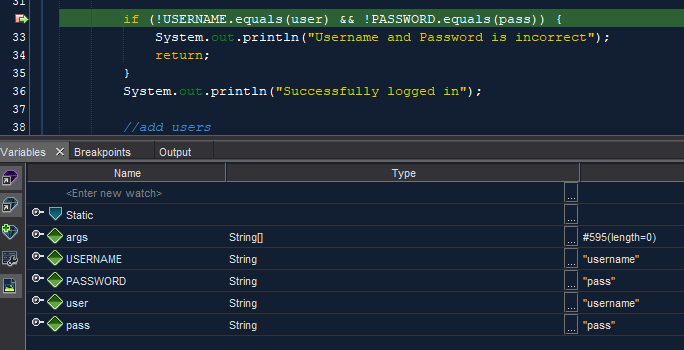 31
if (!USERNAME.equals(user) && !PASSWORD.equals(pass)) {
33 System.out.println("Username and Password is incorrect");
34 return;
35 }
36 System.out.println("Successfully logged in");
37
38 //add users
Variables × Breakpoints Output
Name Type
<Enter new watch> ...
Static ...
args String[] ... #595(length=0)
USERNAME String ... "username"
PASSWORD String ... "pass"
user String ... "username"
pass String ... "pass"